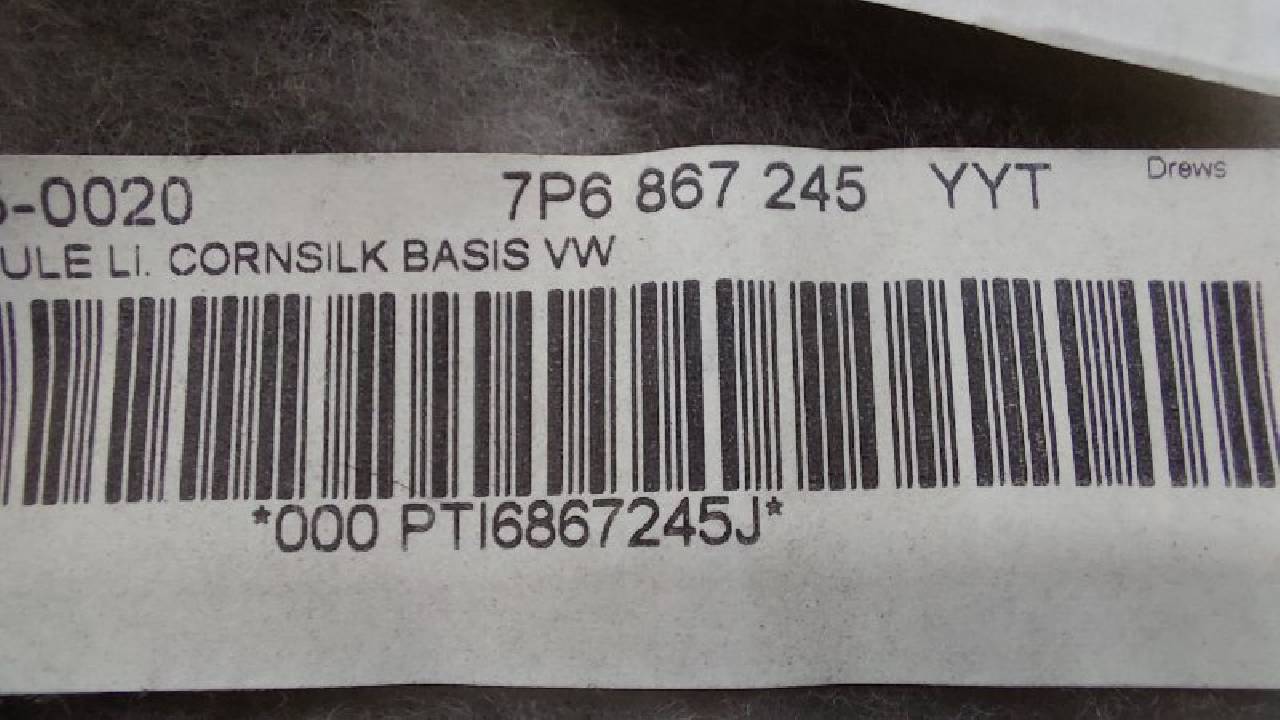 -0020 7P6 867 245 YYT Drews
ULE LI. CORNSILK BASIS VW
*000 PTI6867245J*